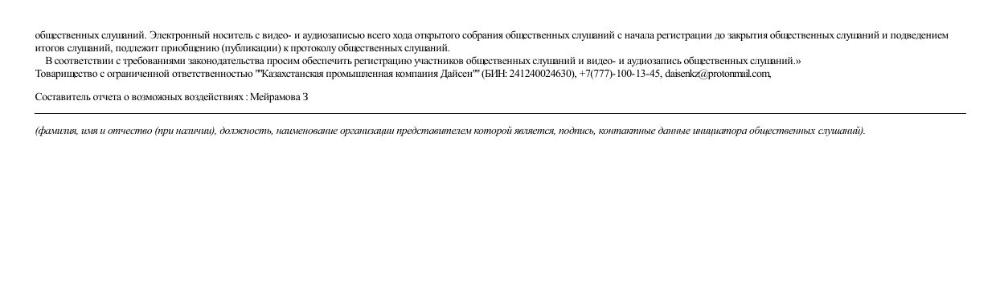 общественных слушаний. Электронный носитель с видео- и аудиозаписью всего хода открытого собрания общественных слушаний с начала регистрации до закрытия общественных слушаний и подведением
итогов слушаний, подлежит приобщению (публикации) к протоколу общественных слушаний.
В соответствии с требованиями законодательства просим обеспечить регистрацию участников общественных слушаний и видео- и аудиозапись общественных слушаний.»
Товарищество с ограниченной ответственностью ""Казахстанская промышленная компания Дайсен"" (БИН: 241240024630), +7(777)-100-13-45, daisenkz@protonmail.com,
Составитель отчета о возможных воздействиях : Мейрамова З
(фамилия, имя и отчество (при наличии), должность, наименование организации представителем которой является, подпись, контактные данные инициатора общественных слушаний).